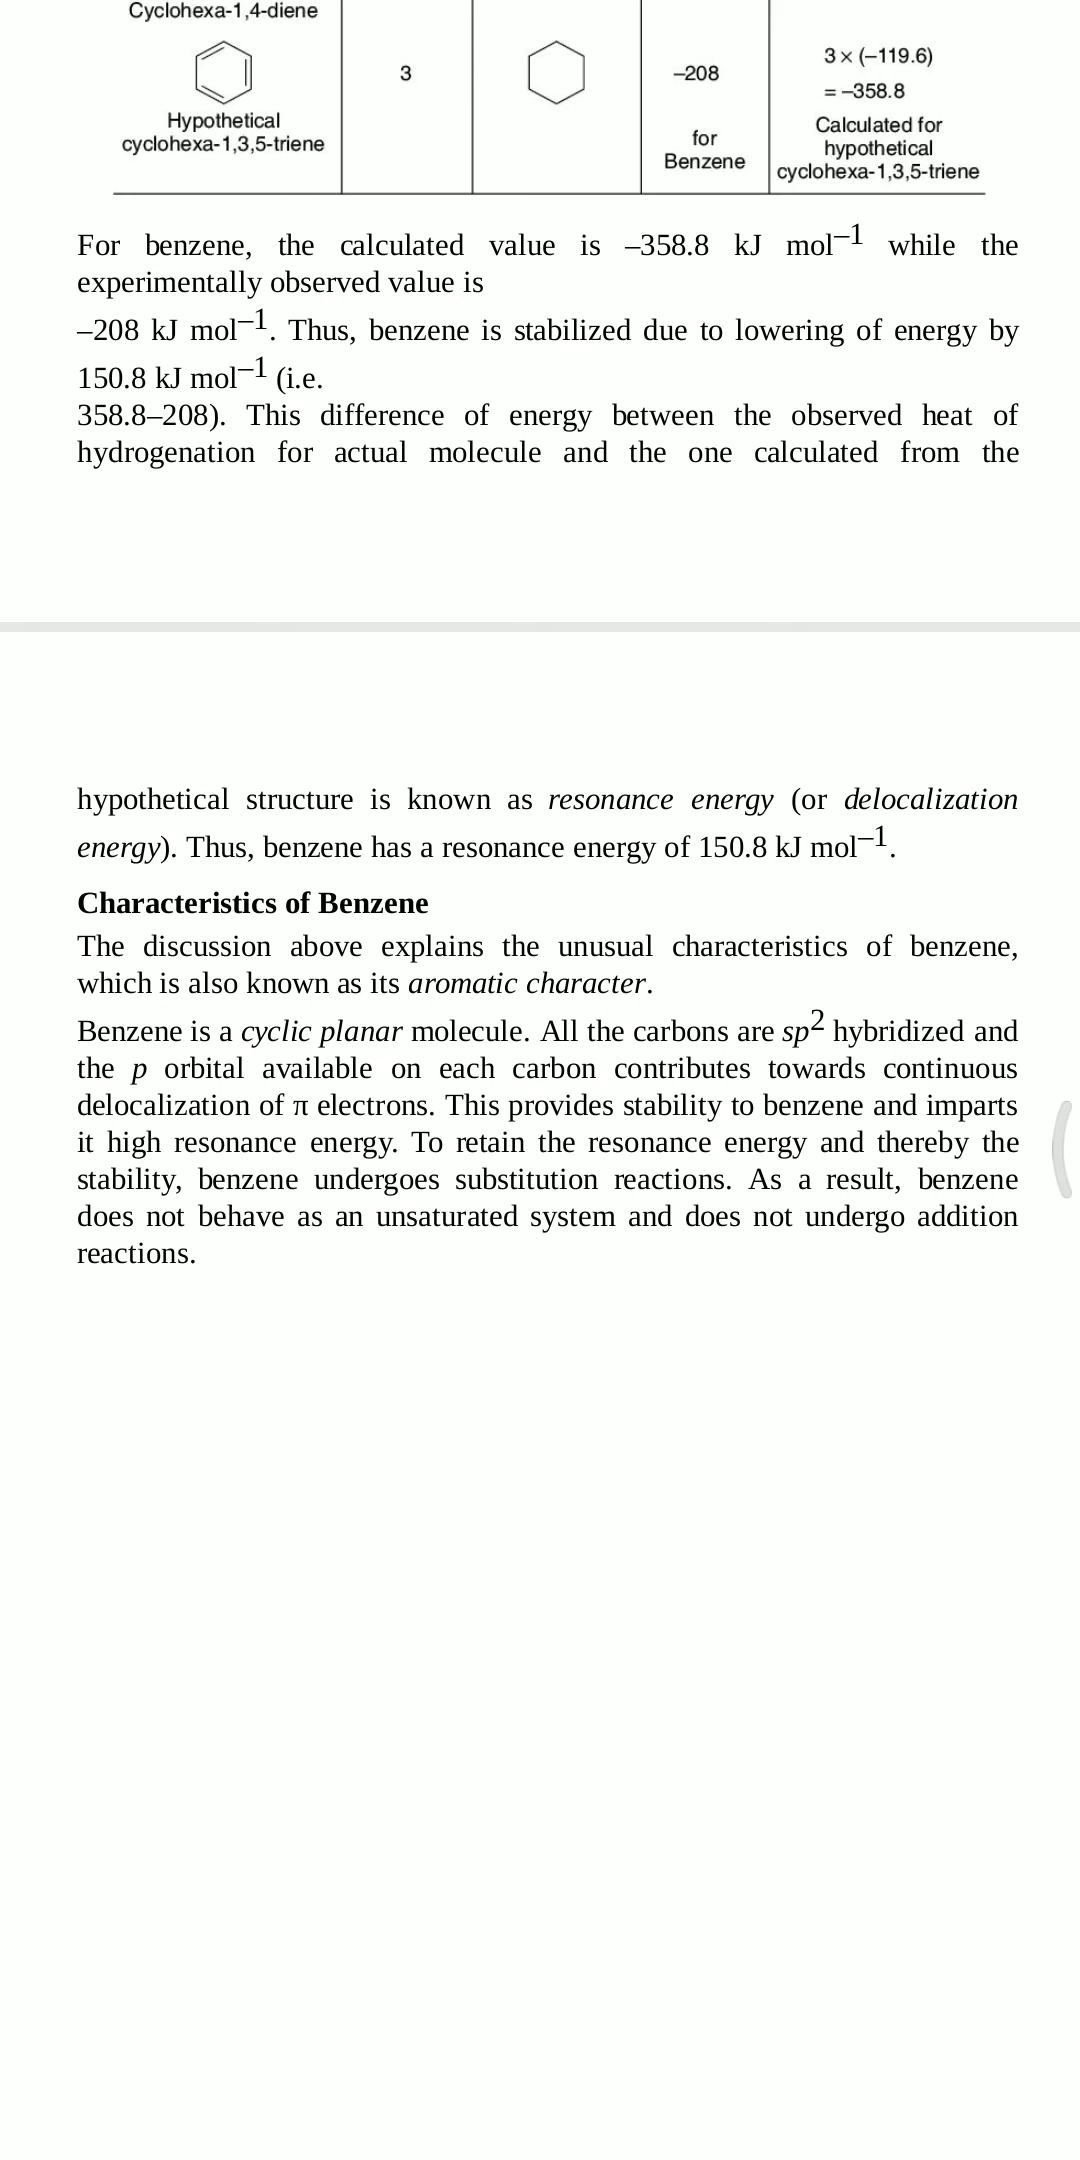 Cyclohexa-1,4-diene
Hypothetical
cyclohexa-1,3,5-triene
3
–208
for
Benzene
3 × (–119.6)
= –358.8
Calculated for
hypothetical
cyclohexa-1,3,5-triene
For benzene, the calculated value is –358.8 kJ mol⁻¹ while the
experimentally observed value is
–208 kJ mol⁻¹. Thus, benzene is stabilized due to lowering of energy by
150.8 kJ mol⁻¹ (i.e.
358.8–208). This difference of energy between the observed heat of
hydrogenation for actual molecule and the one calculated from the
hypothetical structure is known as resonance energy (or delocalization
energy). Thus, benzene has a resonance energy of 150.8 kJ mol⁻¹.
Characteristics of Benzene
The discussion above explains the unusual characteristics of benzene,
which is also known as its aromatic character.
Benzene is a cyclic planar molecule. All the carbons are sp² hybridized and
the p orbital available on each carbon contributes towards continuous
delocalization of π electrons. This provides stability to benzene and imparts
it high resonance energy. To retain the resonance energy and thereby the
stability, benzene undergoes substitution reactions. As a result, benzene
does not behave as an unsaturated system and does not undergo addition
reactions.